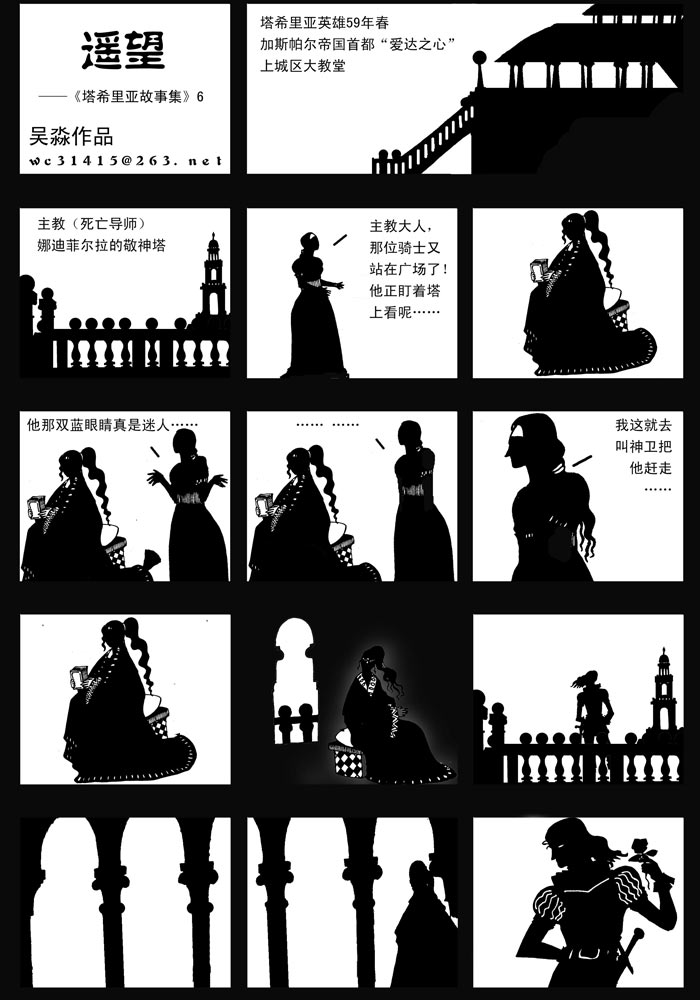 遥望
——《塔希里亚故事集》6
吴淼作品
wc31415@263.net
塔希里亚英雄59年春
加斯帕尔帝国首都“爱达之心”
上城区大教堂
主教（死亡导师）
娜迪菲尔拉的敬神塔
主教大人，
那位骑士又
站在广场了！
他正盯着塔
上看呢……
他那双蓝眼睛真是迷人……
…… ……
我这就去
叫神卫把
他赶走
……